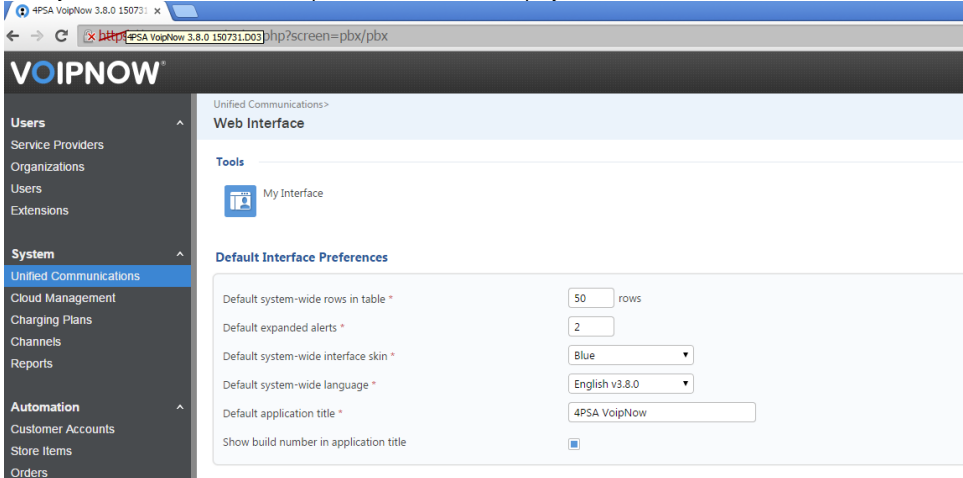 4PSA VoipNow 3.8.0 15073
https
4PSA VoipNow 3.8.0 150731.D03
php?screen=pbx/pbx
VOIPNOW®
Unified Communications>
Web Interface
Users
Service Providers
Organizations
Users
Extensions
System
Unified Communications
Cloud Management
Charging Plans
Channels
Reports
Automation
Customer Accounts
Store Items
Orders
Tools
My Interface
Default Interface Preferences
Default system-wide rows in table * 50 rows
Default expanded alerts * 2
Default system-wide interface skin * Blue
Default system-wide language * English v3.8.0
Default application title * 4PSA VoipNow
Show build number in application title